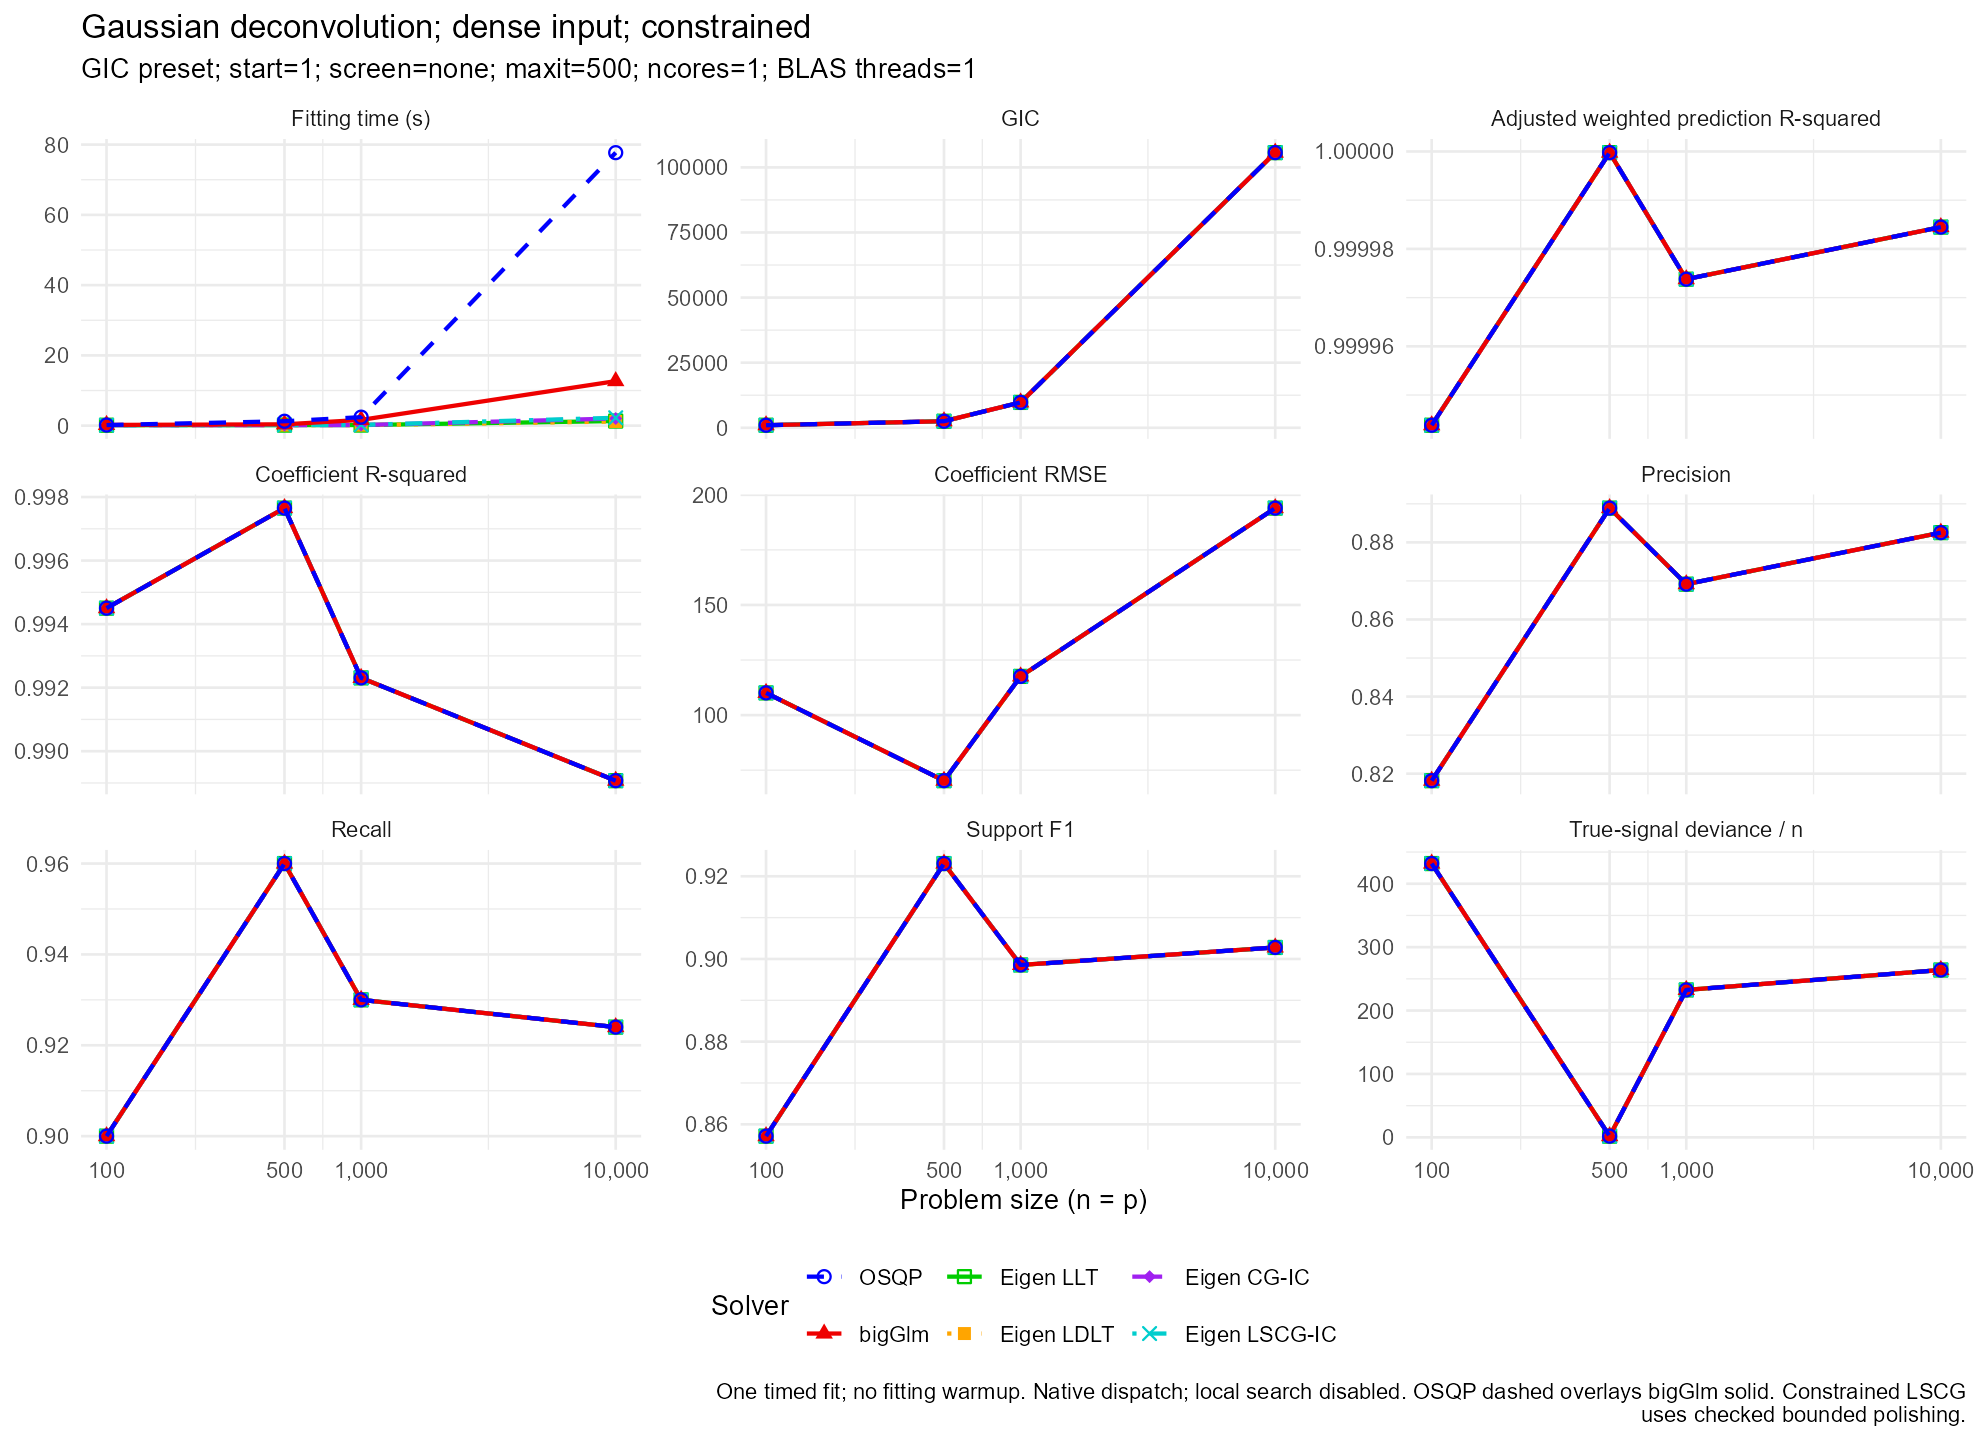 Gaussian deconvolution; dense input; constrained
GIC preset; start=1; screen=none; maxit=500; ncores=1; BLAS threads=1
Fitting time (s)
GIC
Adjusted weighted prediction R-squared
80
60
40
20
0
100000
75000
50000
25000
0
1.00000
0.99998
0.99996
Coefficient R-squared
Coefficient RMSE
Precision
0.998
0.996
0.994
0.992
0.990
200
150
100
0.88
0.86
0.84
0.82
Recall
Support F1
True-signal deviance / n
0.96
0.94
0.92
0.90
0.92
0.90
0.88
0.86
400
300
200
100
0
100 500 1,000 10,000
100 500 1,000 10,000
100 500 1,000 10,000
Problem size (n = p)
Solver
OSQP
Eigen LLT
Eigen CG-IC
bigGlm
Eigen LDLT
Eigen LSCG-IC
One timed fit; no fitting warmup. Native dispatch; local search disabled. OSQP dashed overlays bigGlm solid. Constrained LSCG
uses checked bounded polishing.